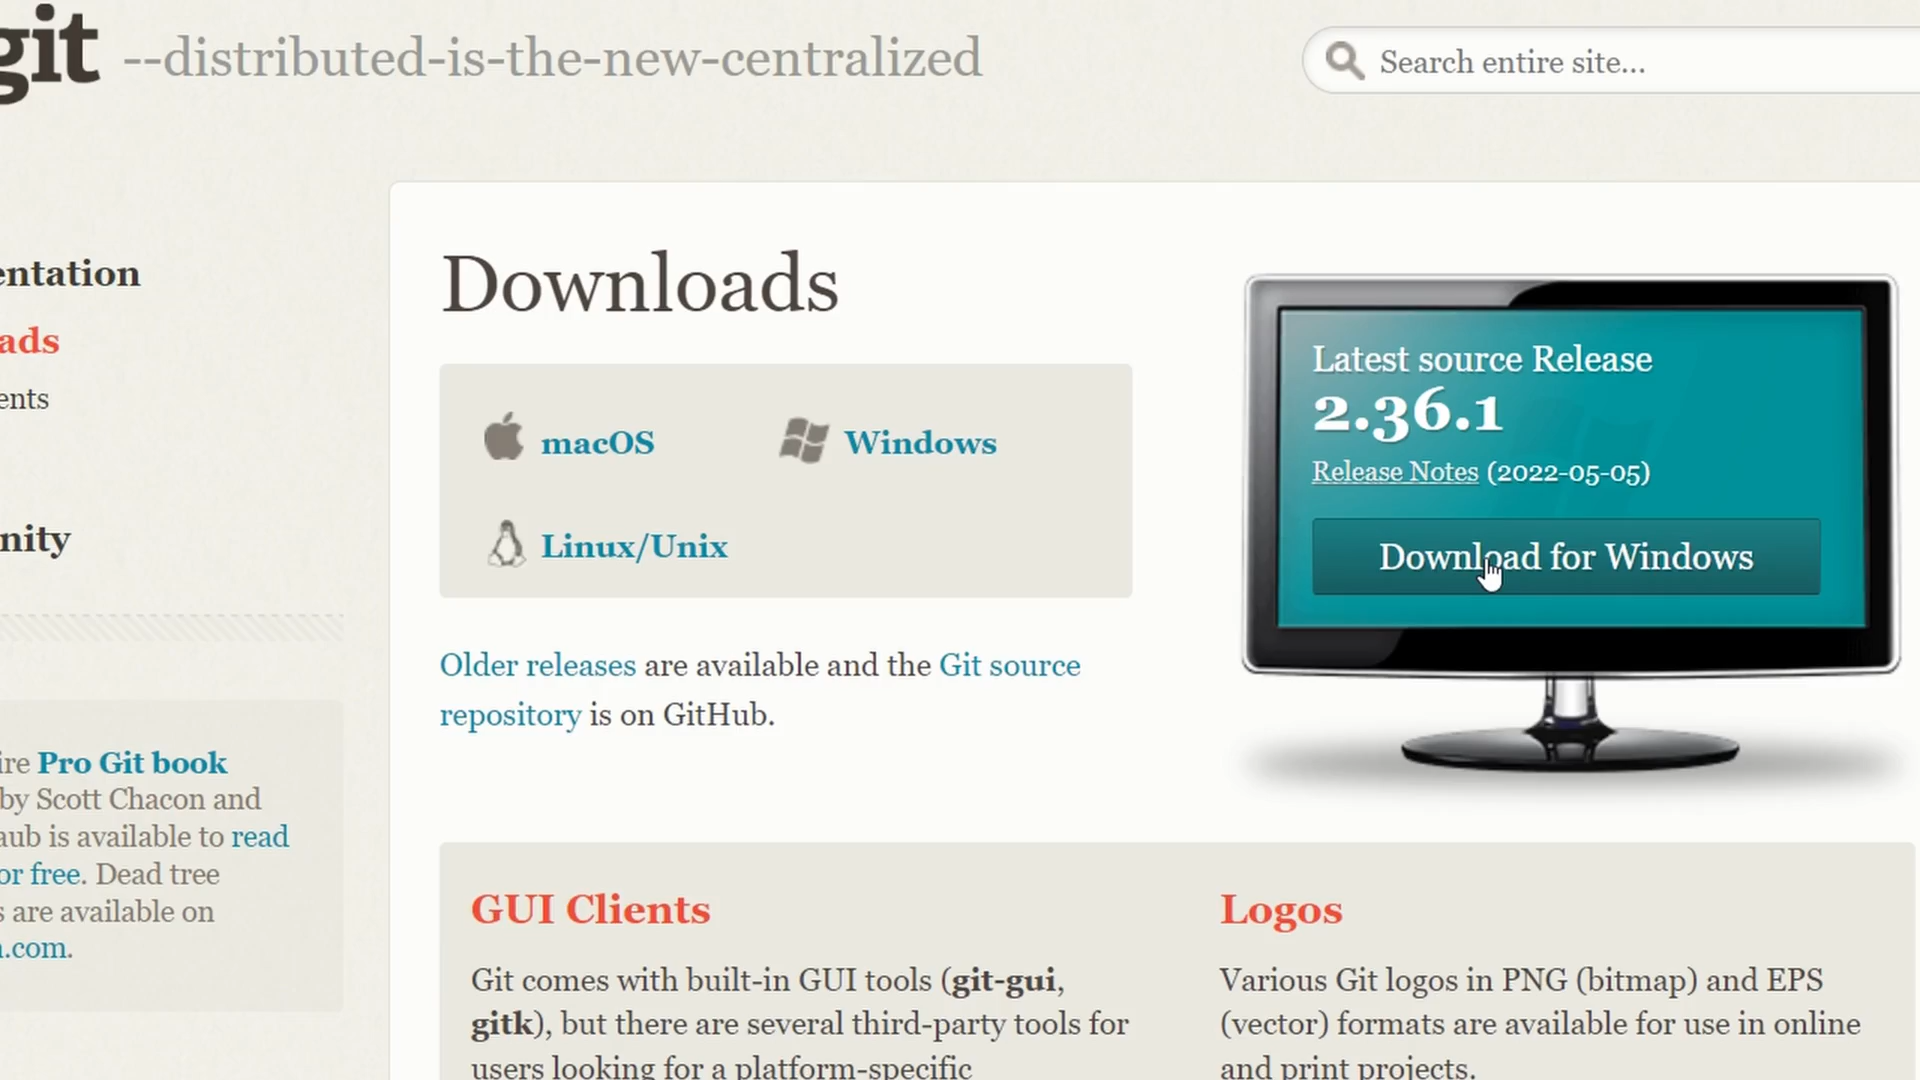 git --distributed-is-the-new-centralized
Search entire site...
entation
ads
ents
nity
ire Pro Git book
by Scott Chacon and
aub is available to read
or free. Dead tree
s are available on
n.com.
Downloads
macOS
Windows
Linux/Unix
Older releases are available and the Git source
repository is on GitHub.
Latest source Release
2.36.1
Release Notes (2022-05-05)
Download for Windows
GUI Clients
Git comes with built-in GUI tools (git-gui,
gitk), but there are several third-party tools for
users looking for a platform-specific
Logos
Various Git logos in PNG (bitmap) and EPS
(vector) formats are available for use in online
and print projects.